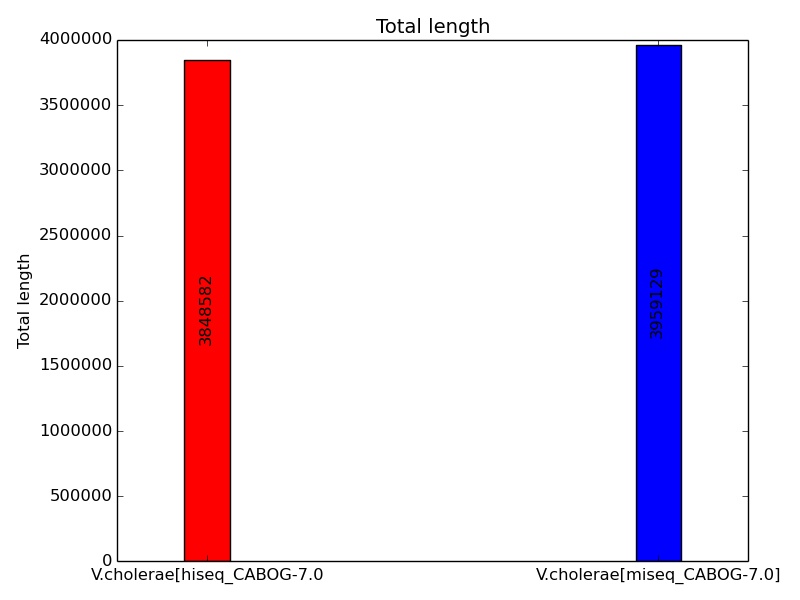 Total length
4000000
3500000
3000000
2500000
2000000
1500000
1000000
500000
0
Total length
3848582
3959129
V.cholerae[hiseq_CABOG-7.0
V.cholerae[miseq_CABOG-7.0]